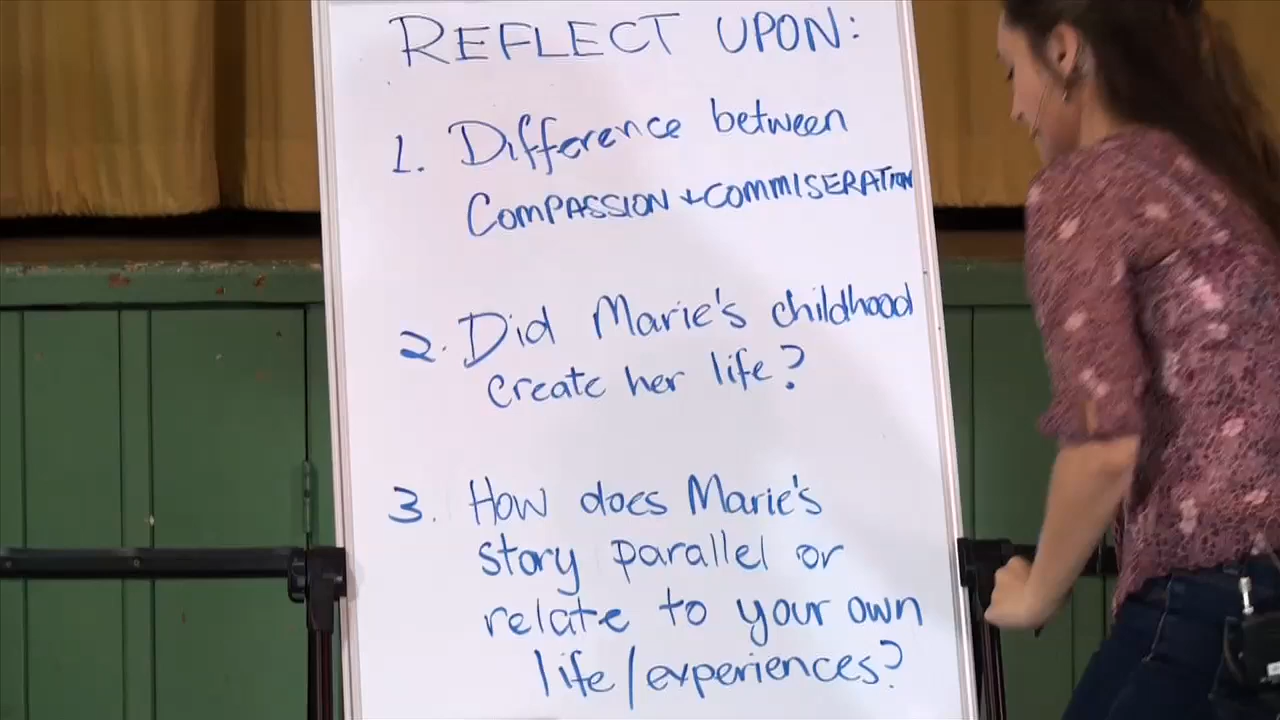 REFLECT UPON:
1. Difference between
COMPASSION + COMMISERATION
2. Did Marie's childhood
create her life?
3. How does Marie's
story parallel or
relate to your own
life/experiences?